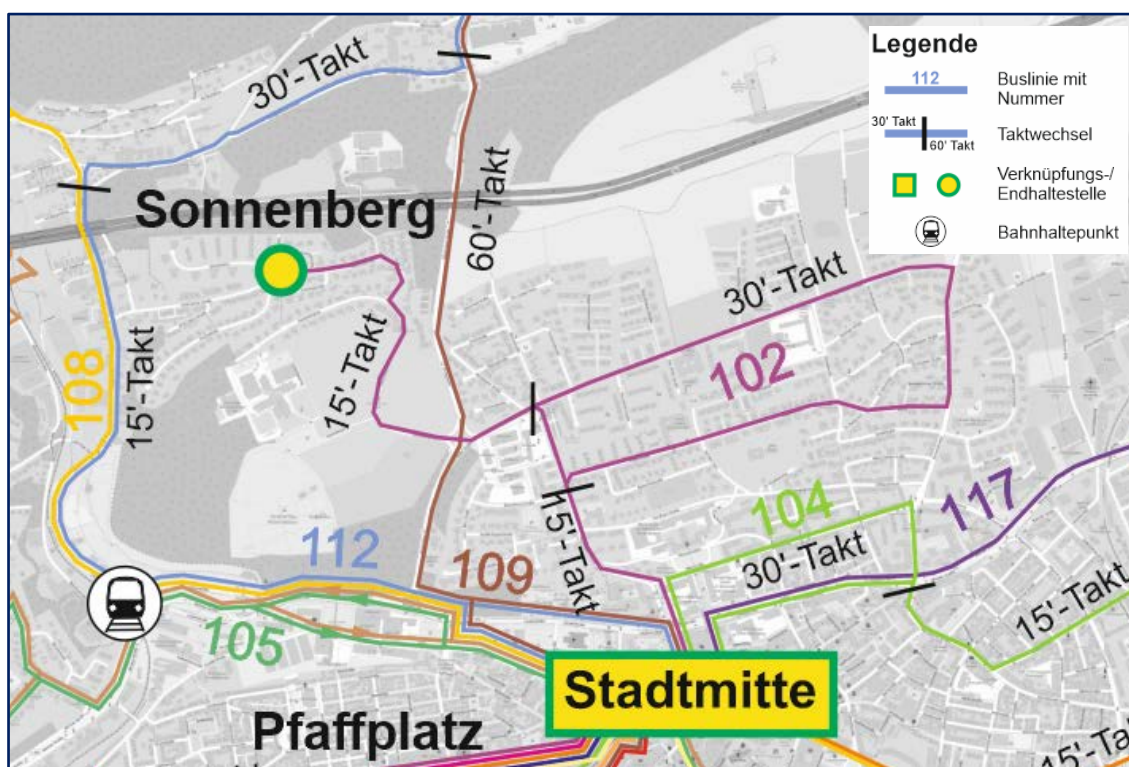 Legende
112
Buslinie mit
Nummer
30' Takt
60' Takt
Taktwechsel
Verknüpfungs-/
Endhaltestelle
Bahnhaltepunkt
30'-Takt
Sonnenberg
60'-Takt
30'-Takt
108
15'-Takt
15'-Takt
102
104
117
15'-Takt
30'-Takt
112
109
15'-Takt
105
Stadtmitte
Pfaffplatz
15'-Takt